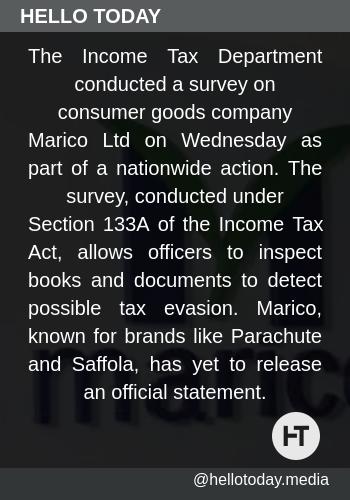 HELLO TODAY
The Income Tax Department
conducted a survey on
consumer goods company
Marico Ltd on Wednesday as
part of a nationwide action. The
survey, conducted under
Section 133A of the Income Tax
Act, allows officers to inspect
books and documents to detect
possible tax evasion. Marico,
known for brands like Parachute
and Saffola, has yet to release
an official statement.
marico
HT
@hellotoday.media